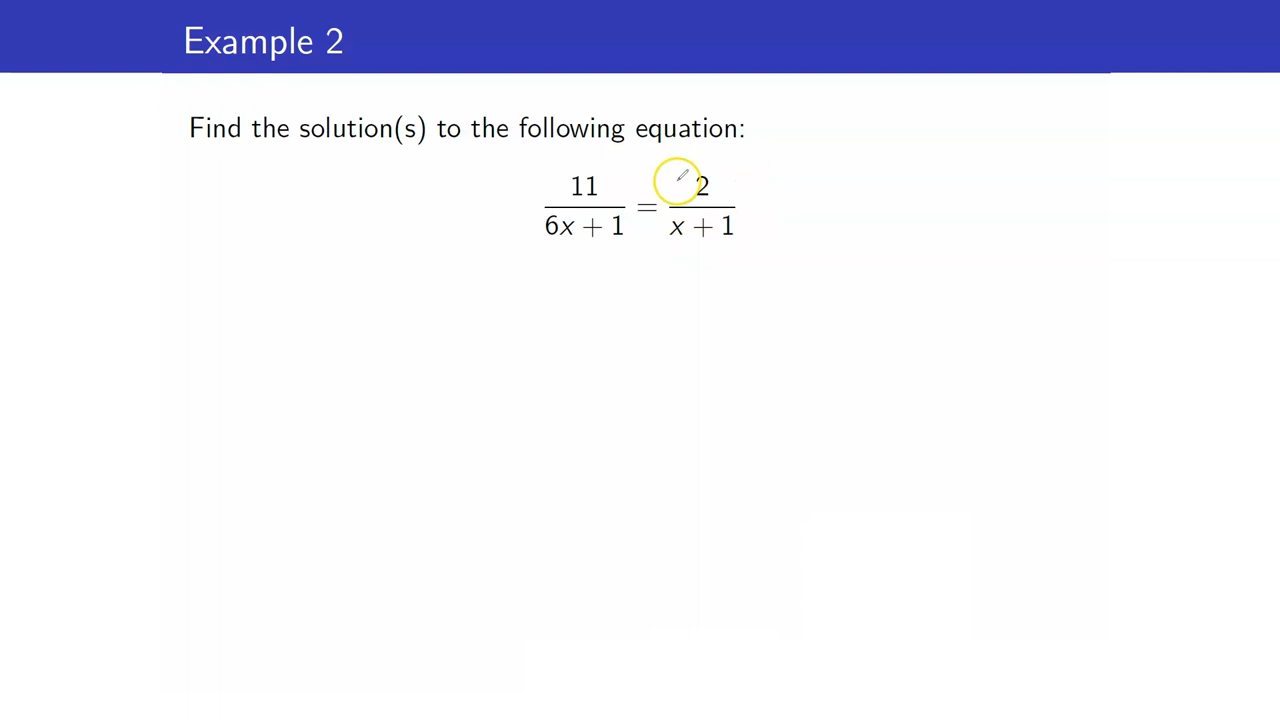 Example 2
Find the solution(s) to the following equation:
11/(6x + 1) = 2/(x + 1)